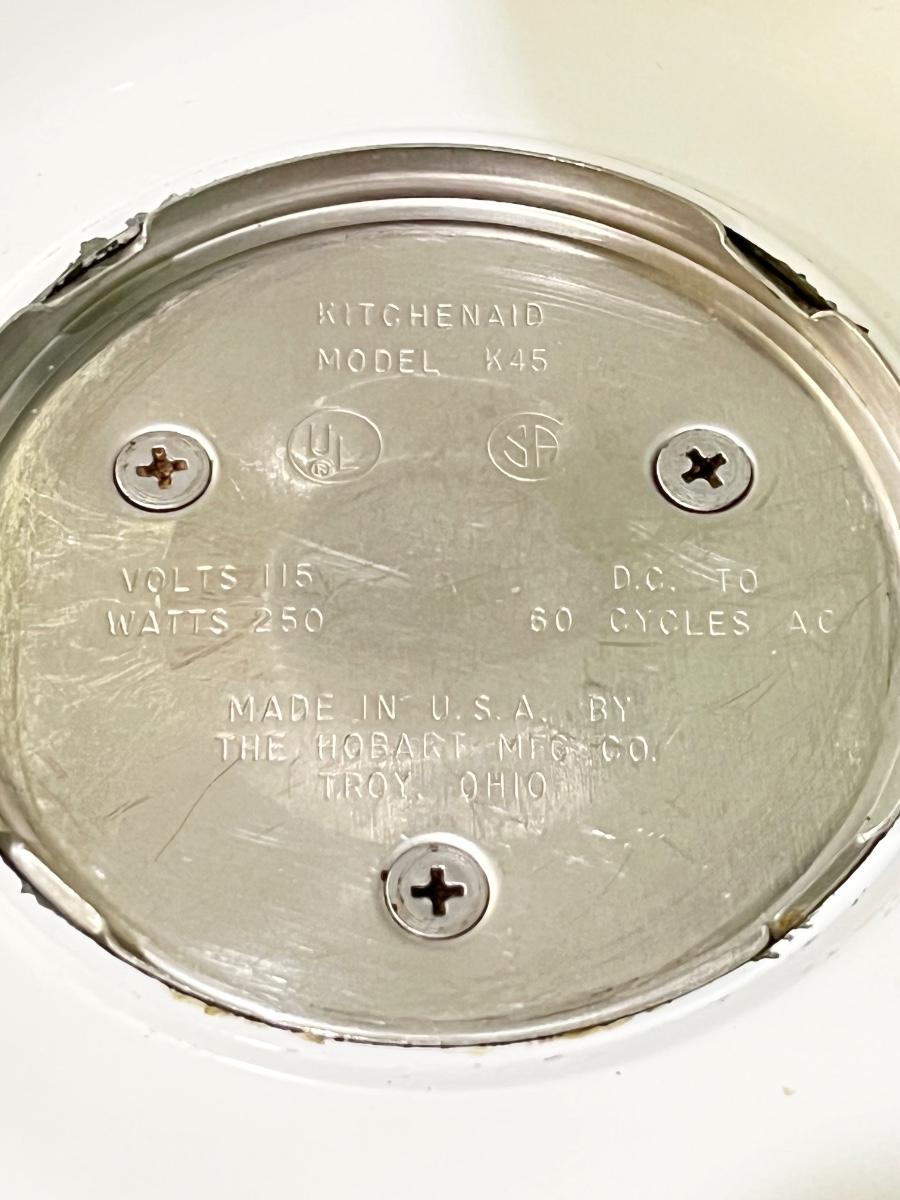 KITCHENAID
MODEL K45
UL® SA
VOLTS 115 D.C. TO
WATTS 250 60 CYCLES AC
MADE IN U.S.A. BY
THE HOBART MFG CO.
TROY, OHIO